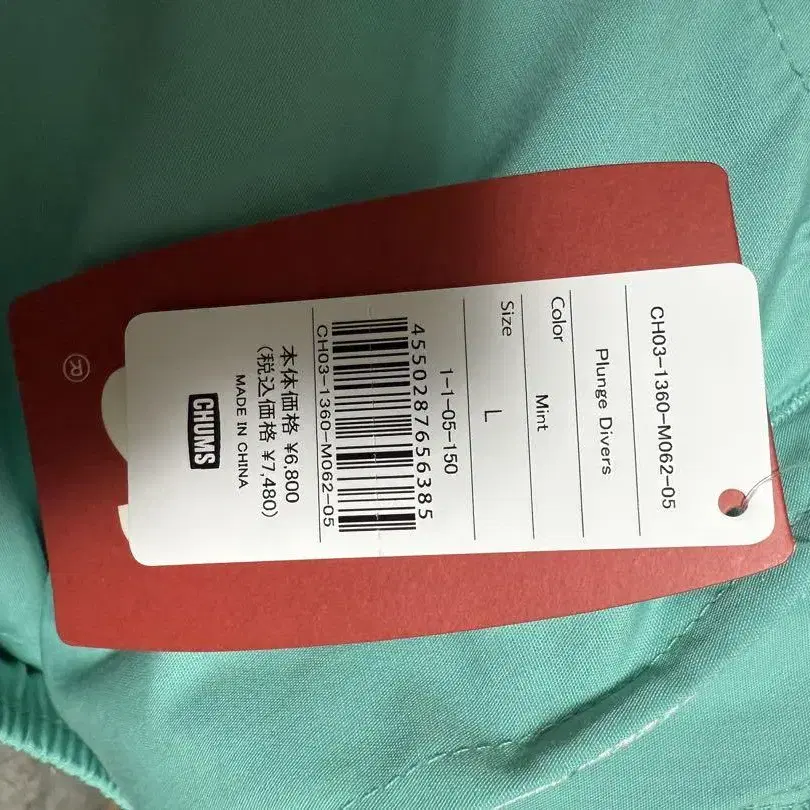 CH03-1360-M062-05
Plunge Divers
Color Mint
Size L
1-1-05-150
4550287656385
CH03-1360-M062-05
本体価格 ¥6,800
(税込価格 ¥7,480)
MADE IN CHINA
CHUMS
®